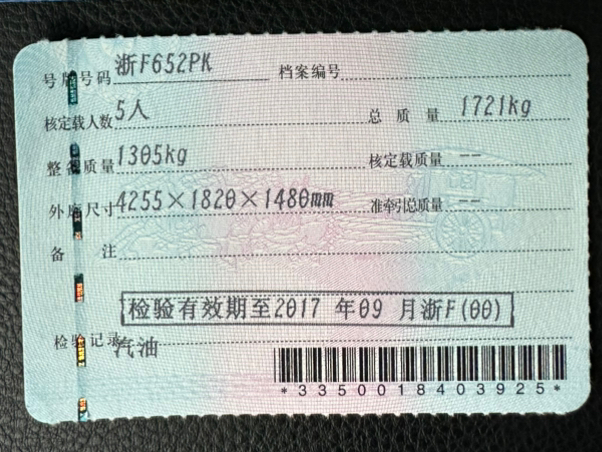 号牌号码 浙F652PK 档案编号
核定载人数 5人 总质量 1721kg
整备质量 1305kg 核定载质量 --
外廓尺寸 4255×1820×1480mm 准牵引总质量 --
备注
检验有效期至2017 年09 月浙F(00)
检验记录 汽油
*3350018403925*